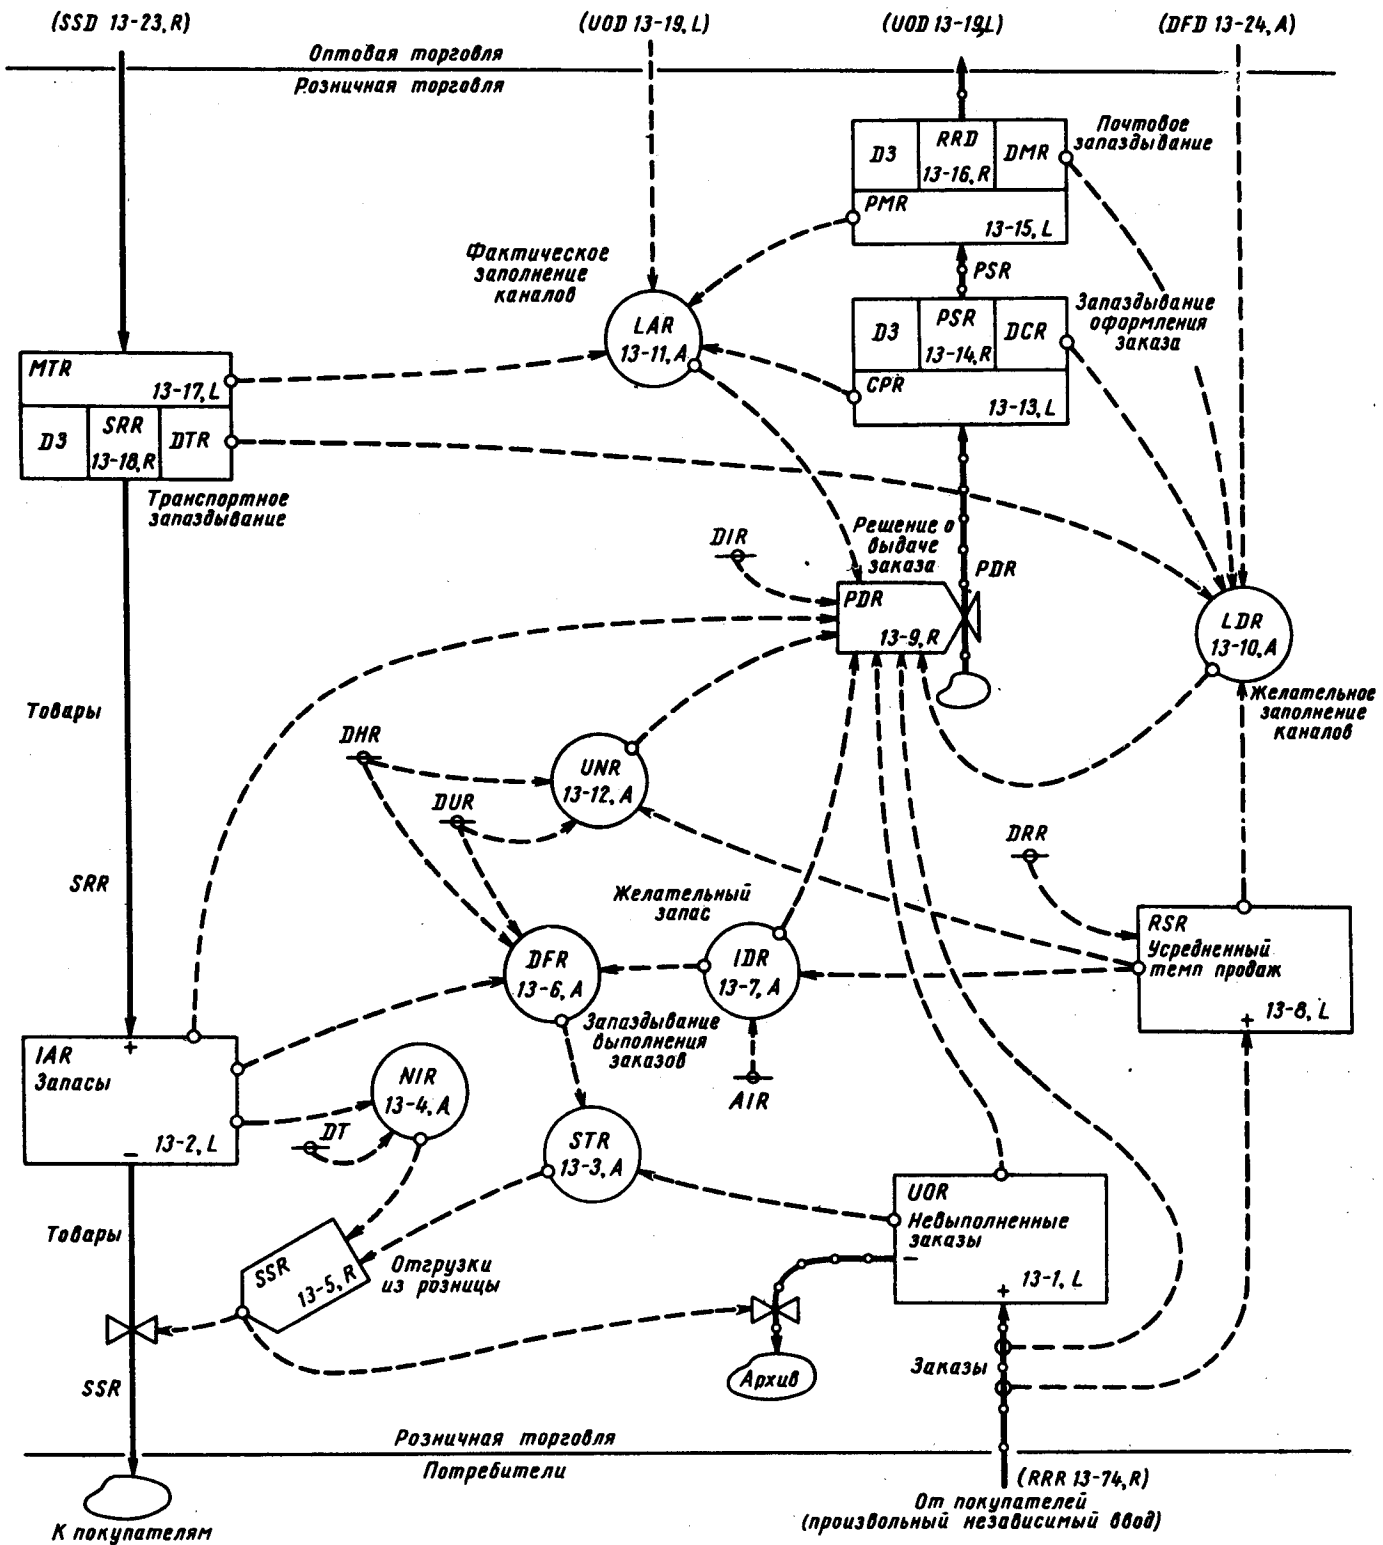 (SSD 13-23, R)
(UOD 13-19, L)
(UOD 13-19, L)
(DFD 13-24, A)
Оптовая торговля
Розничная торговля
Почтовое
запаздывание
D3
RRD
13-16, R
DMR
PMR
13-15, L
PSR
Фактическое
заполнение
каналов
LAR
13-11, A
Запаздывание
оформления
заказа
D3
PSR
13-14, R
DCR
CPR
13-13, L
MTR
13-17, L
D3
SRR
13-18, R
DTR
Транспортное
запаздывание
DIR
Решение о
выдаче
заказа
PDR
PDR
13-9, R
LDR
13-10, A
Желательное
заполнение
каналов
Товары
DHR
UNR
13-12, A
DUR
DRR
SRR
Желательный
запас
DFR
13-6, A
IDR
13-7, A
RSR
Усредненный
темп продаж
13-8, L
+
Запаздывание
выполнения
заказов
AIR
+
IAR
Запасы
13-2, L
−
NIR
13-4, A
DT
STR
13-3, A
UOR
Невыполненные
заказы
−
13-1, L
+
Товары
SSR
13-5, R
Отгрузки
из розницы
SSR
Архив
Заказы
Розничная торговля
Потребители
(RRR 13-74, R)
От покупателей
(произвольный независимый ввод)
К покупателям